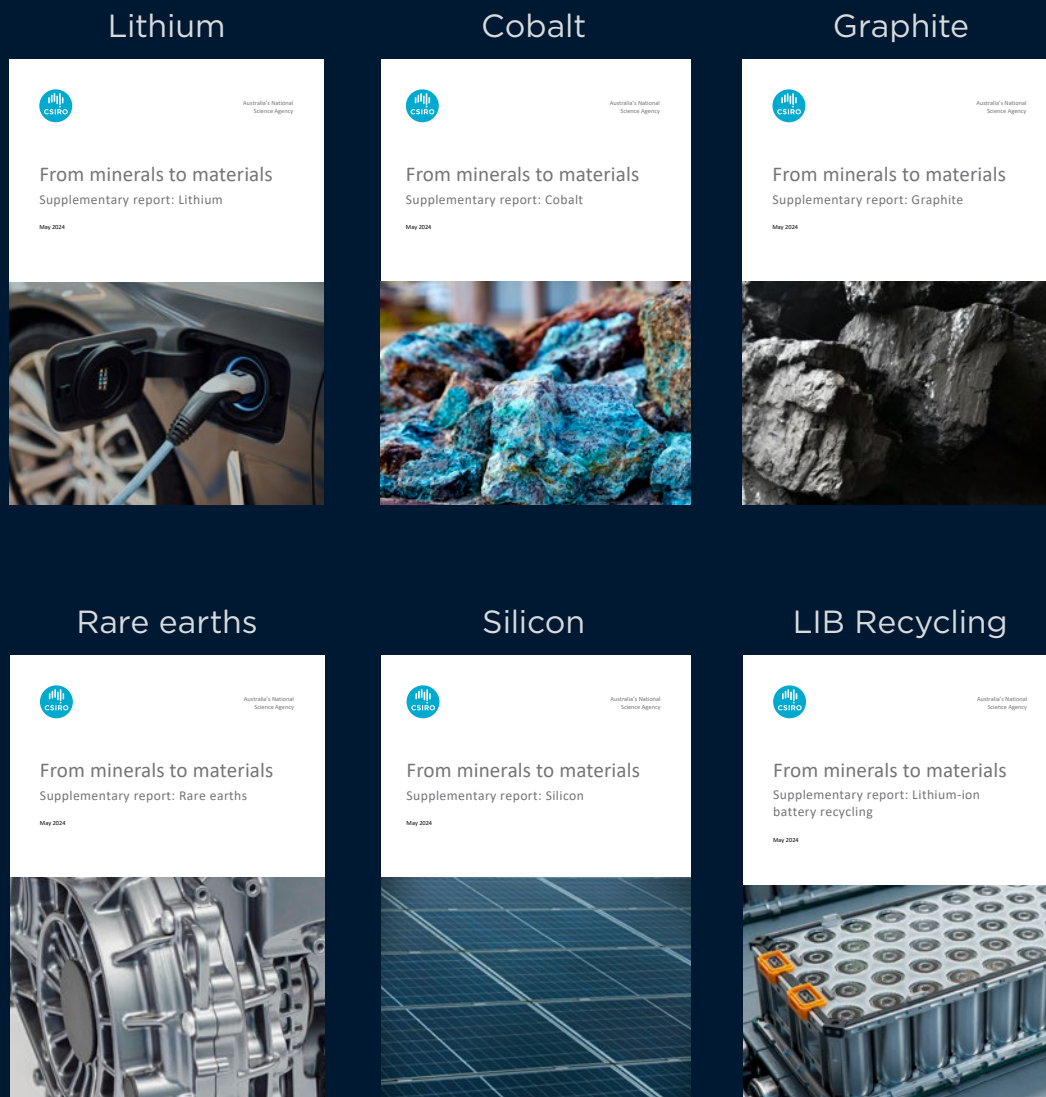 Lithium
Cobalt
Graphite
CSIRO
Australia's National
Science Agency
From minerals to materials
Supplementary report: Lithium
May 2024
CSIRO
Australia's National
Science Agency
From minerals to materials
Supplementary report: Cobalt
May 2024
CSIRO
Australia's National
Science Agency
From minerals to materials
Supplementary report: Graphite
May 2024
Rare earths
Silicon
LIB Recycling
CSIRO
Australia's National
Science Agency
From minerals to materials
Supplementary report: Rare earths
May 2024
CSIRO
Australia's National
Science Agency
From minerals to materials
Supplementary report: Silicon
May 2024
CSIRO
Australia's National
Science Agency
From minerals to materials
Supplementary report: Lithium-ion
battery recycling
May 2024